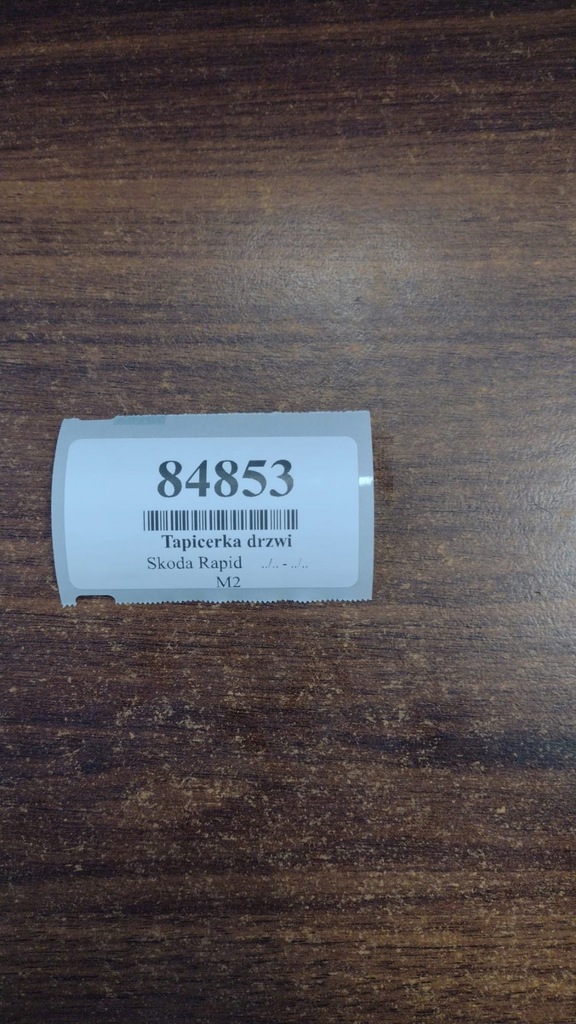 84853
Tapicerka drzwi
Skoda Rapid ../.. - ../..
M2